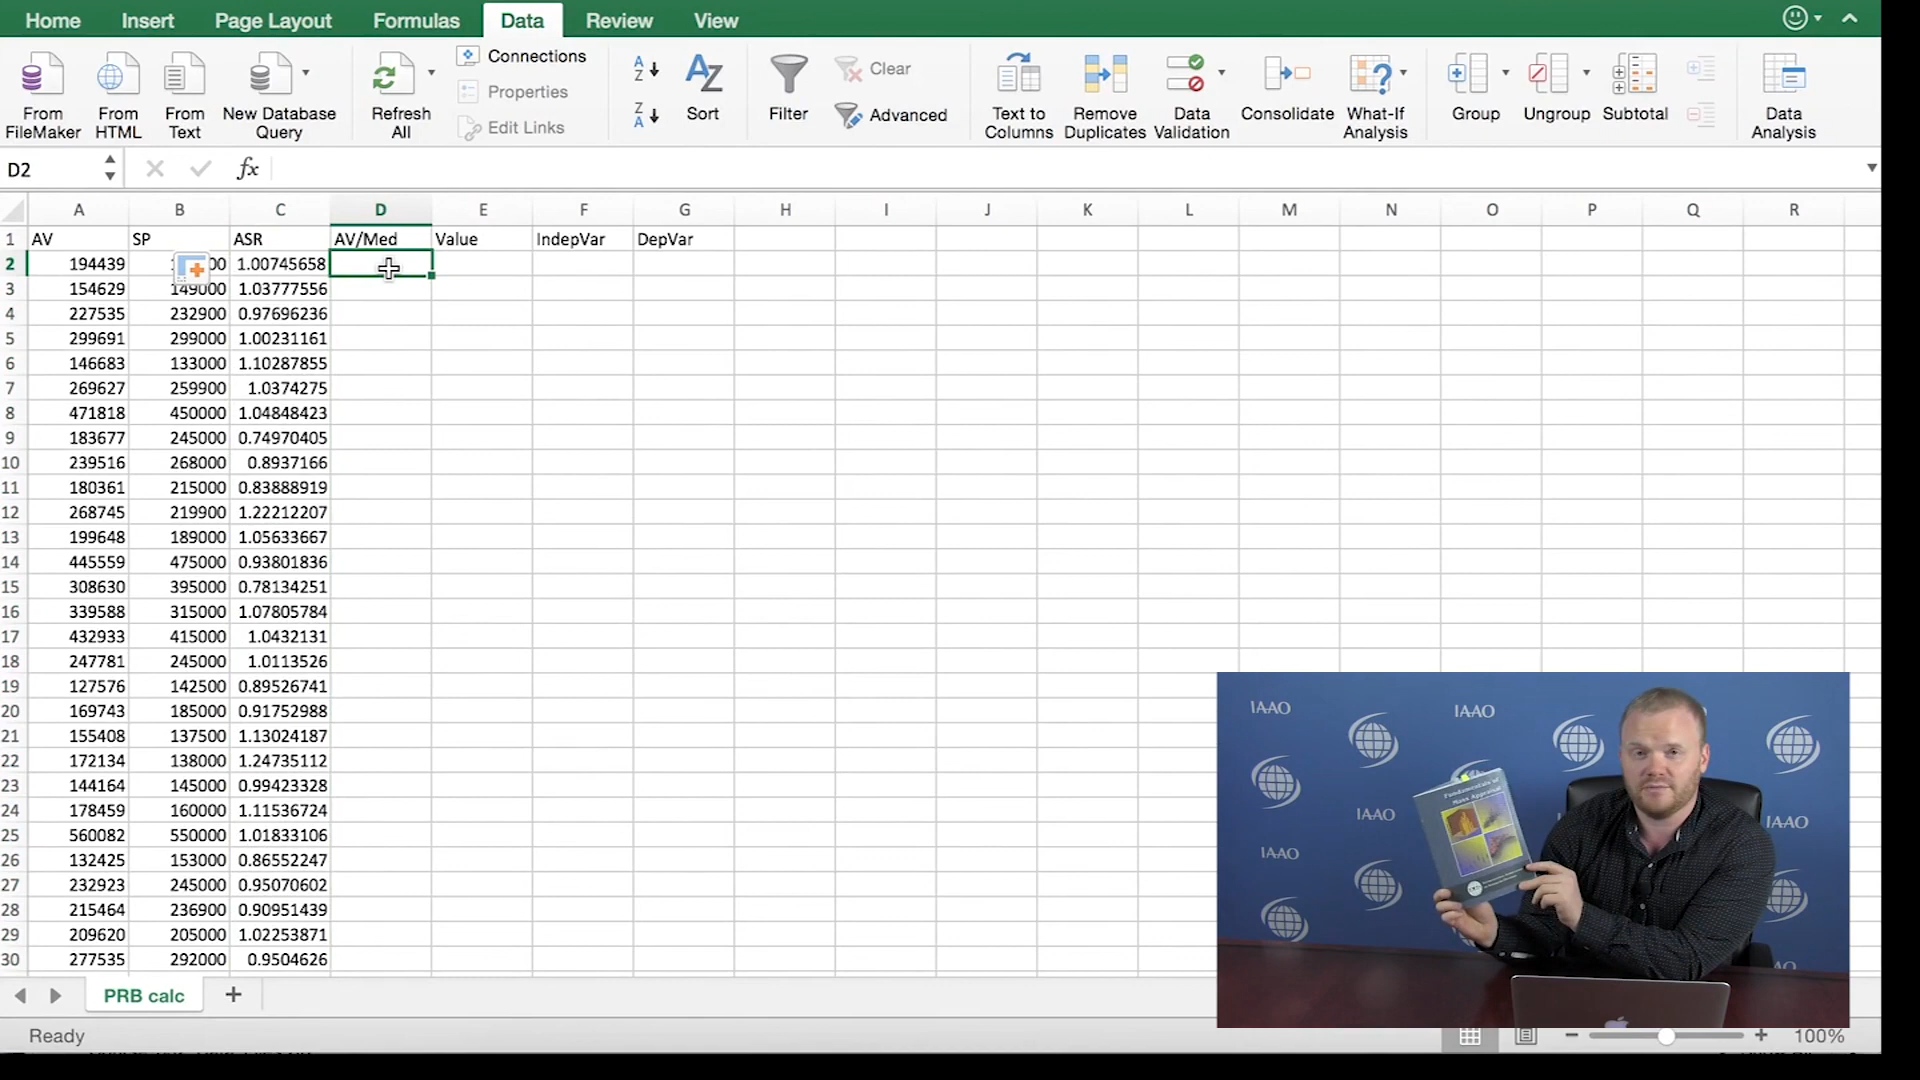 Home Insert Page Layout Formulas Data Review View
From FileMaker
From HTML
From Text
New Database Query
Refresh All
Connections
Properties
Edit Links
A Z
Z A
Sort
Filter
Clear
Advanced
Text to Columns
Remove Duplicates
Data Validation
Consolidate
What-If Analysis
Group
Ungroup
Subtotal
Data Analysis
D2 fx
A B C D E F G H I J K L M N O P Q R
1 AV SP ASR AV/Med Value IndepVar DepVar
2 194439 00 1.00745658
3 154629 149000 1.03777556
4 227535 232900 0.97696236
5 299691 299000 1.00231161
6 146683 133000 1.10287855
7 269627 259900 1.0374275
8 471818 450000 1.04848423
9 183677 245000 0.74970405
10 239516 268000 0.8937166
11 180361 215000 0.83888919
12 268745 219900 1.22212207
13 199648 189000 1.05633667
14 445559 475000 0.93801836
15 308630 395000 0.78134251
16 339588 315000 1.07805784
17 432933 415000 1.0432131
18 247781 245000 1.0113526
19 127576 142500 0.89526741
20 169743 185000 0.91752988
21 155408 137500 1.13024187
22 172134 138000 1.24735112
23 144164 145000 0.99423328
24 178459 160000 1.11536724
25 560082 550000 1.01833106
26 132425 153000 0.86552247
27 232923 245000 0.95070602
28 215464 236900 0.90951439
29 209620 205000 1.02253871
30 277535 292000 0.9504626
IAAO IAAO
Fundamentals of
Mass Appraisal
IAAO IAAO
IAAO
PRB calc
Ready 100%